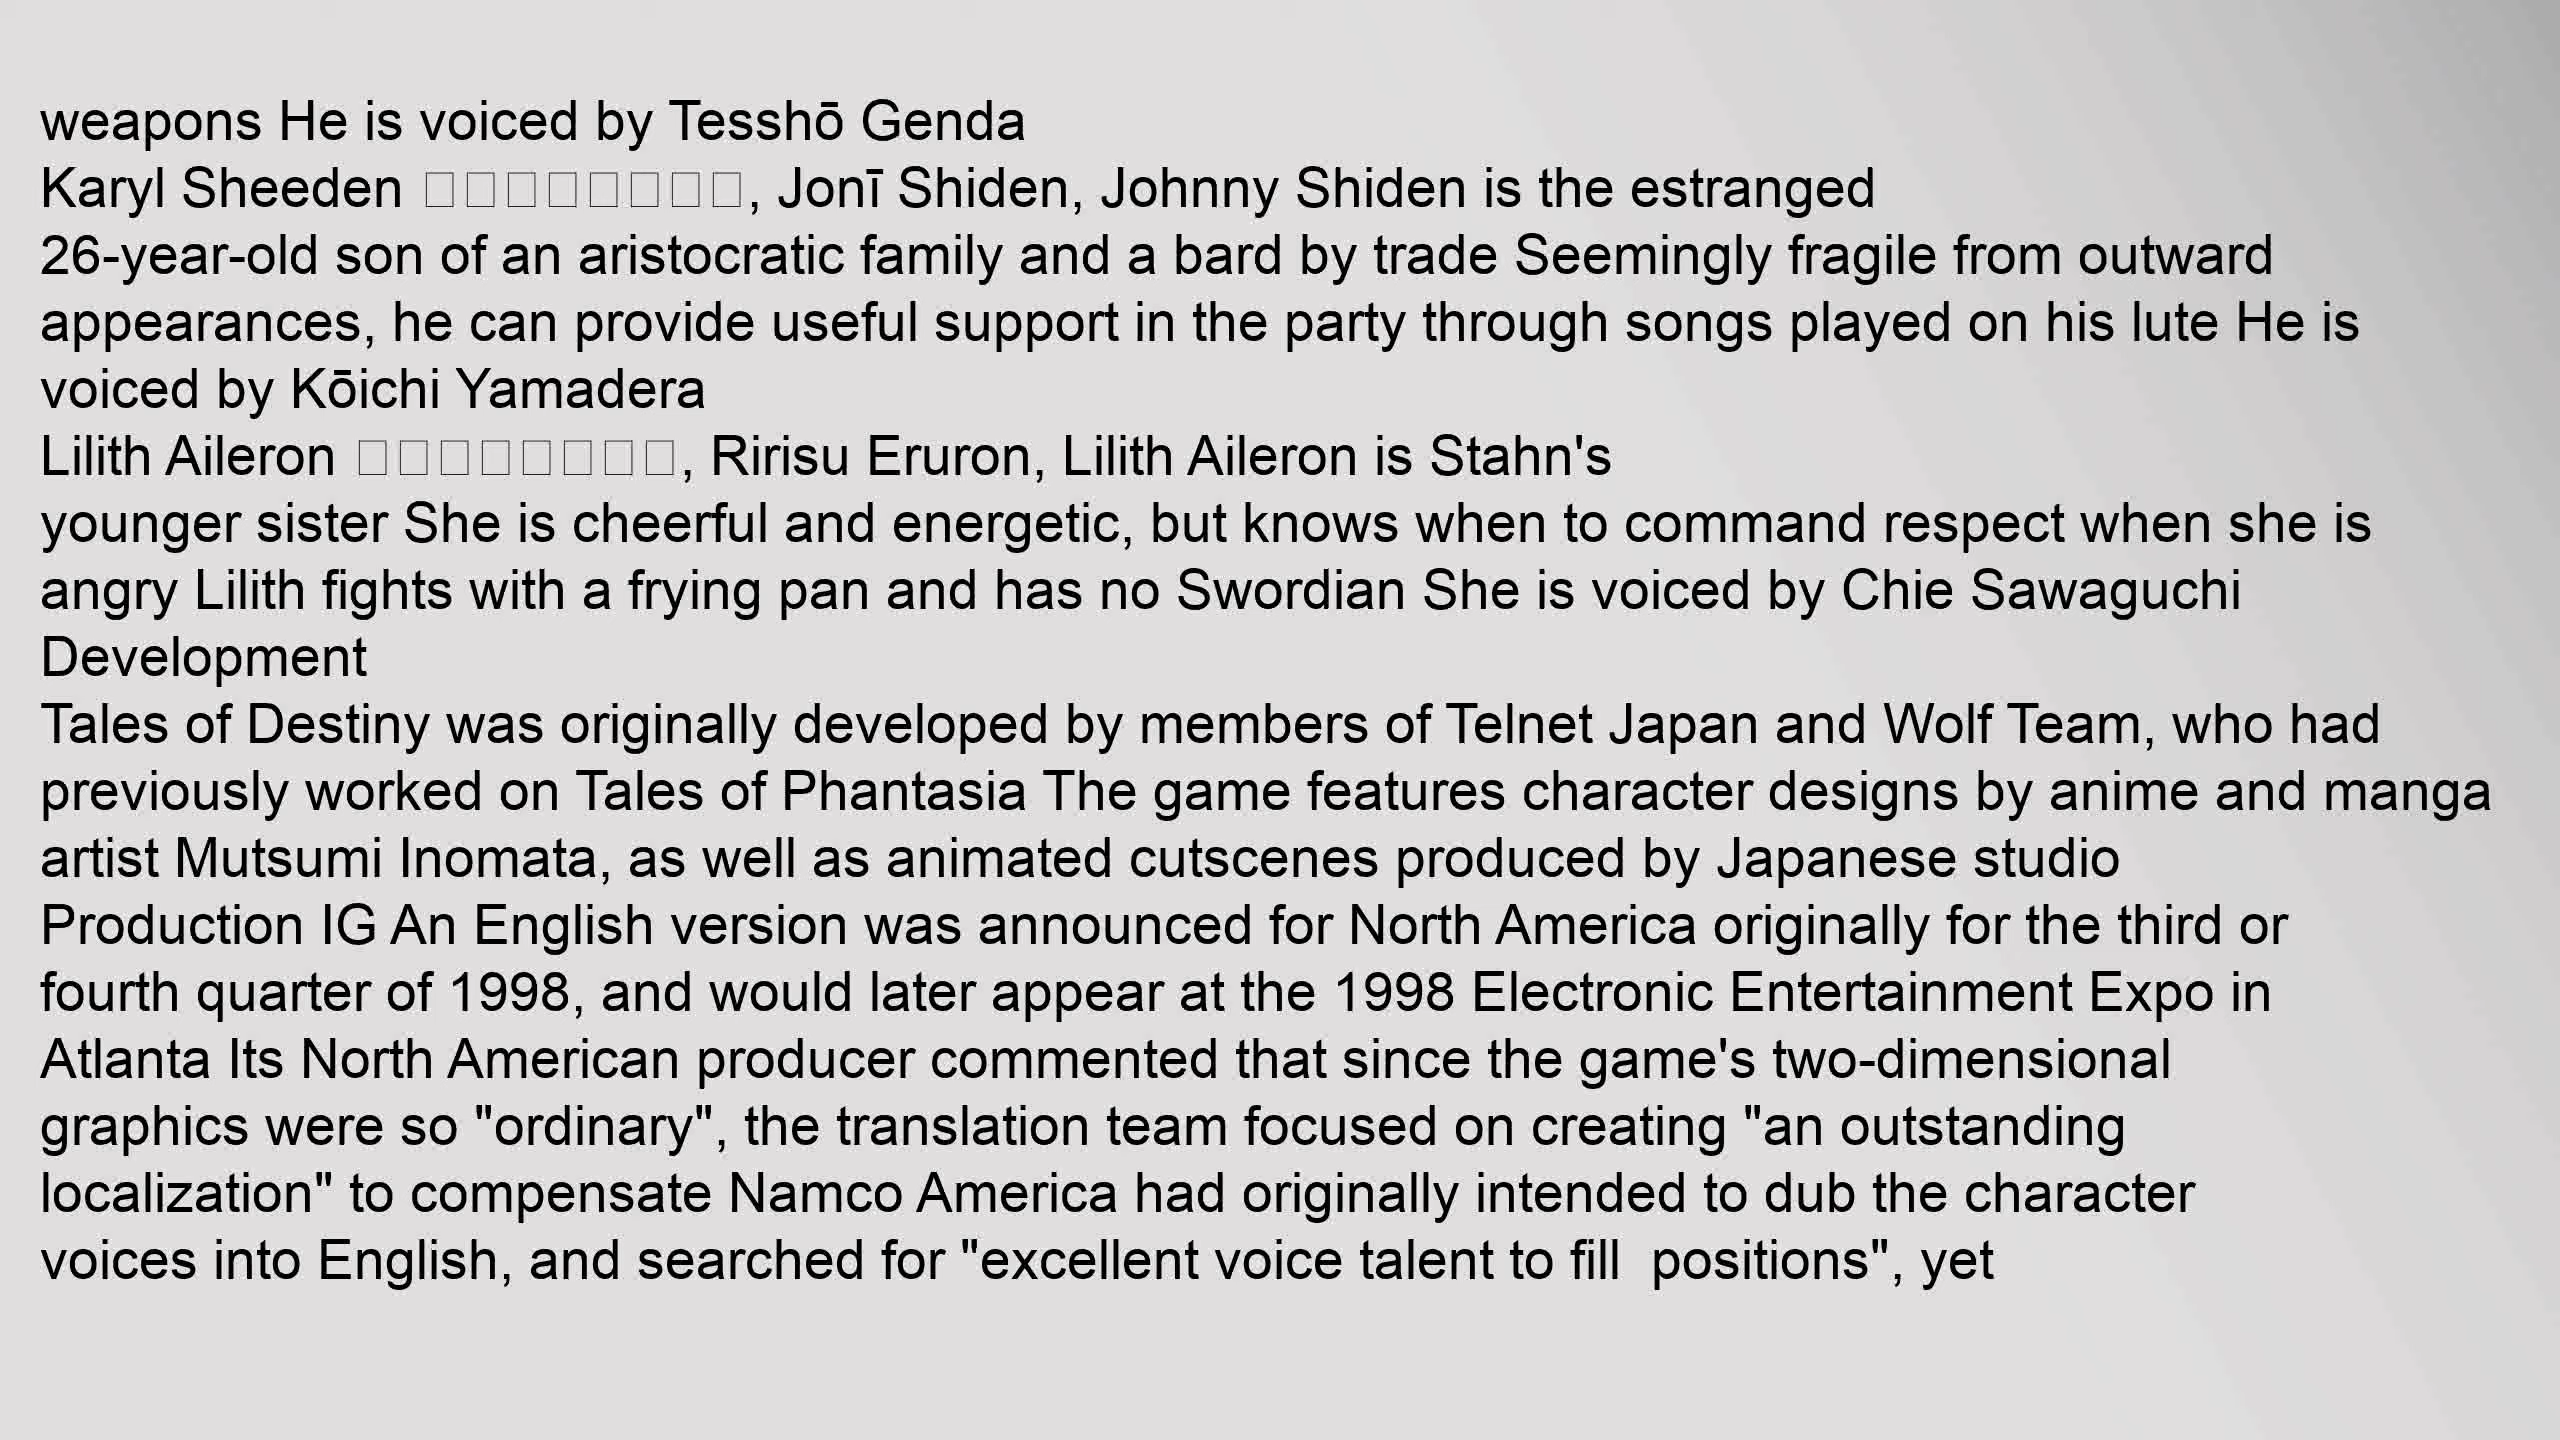 weapons He is voiced by Tesshō Genda
Karyl Sheeden □□□□□□□□, Jonī Shiden, Johnny Shiden is the estranged
26-year-old son of an aristocratic family and a bard by trade Seemingly fragile from outward
appearances, he can provide useful support in the party through songs played on his lute He is
voiced by Kōichi Yamadera
Lilith Aileron □□□□□□□□, Ririsu Eruron, Lilith Aileron is Stahn's
younger sister She is cheerful and energetic, but knows when to command respect when she is
angry Lilith fights with a frying pan and has no Swordian She is voiced by Chie Sawaguchi
Development
Tales of Destiny was originally developed by members of Telnet Japan and Wolf Team, who had
previously worked on Tales of Phantasia The game features character designs by anime and manga
artist Mutsumi Inomata, as well as animated cutscenes produced by Japanese studio
Production IG An English version was announced for North America originally for the third or
fourth quarter of 1998, and would later appear at the 1998 Electronic Entertainment Expo in
Atlanta Its North American producer commented that since the game's two-dimensional
graphics were so "ordinary", the translation team focused on creating "an outstanding
localization" to compensate Namco America had originally intended to dub the character
voices into English, and searched for "excellent voice talent to fill  positions", yet